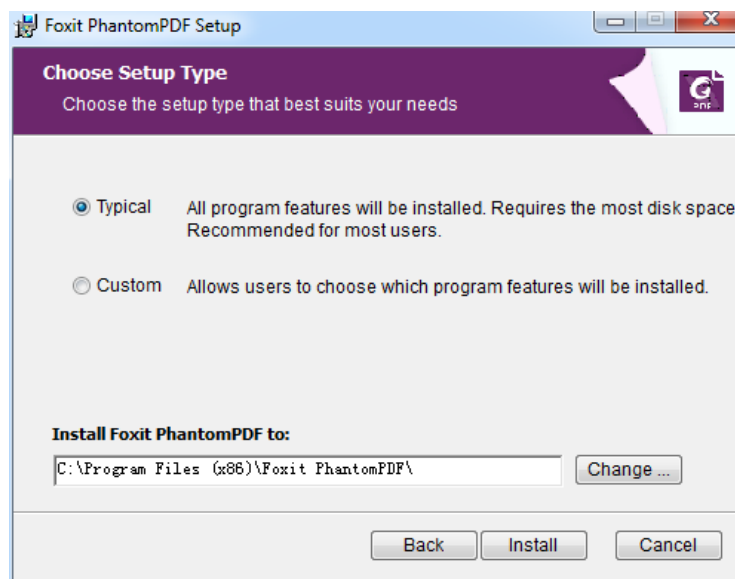 Foxit PhantomPDF Setup
Choose Setup Type
Choose the setup type that best suits your needs
PDF
Typical All program features will be installed. Requires the most disk space
Recommended for most users.
Custom Allows users to choose which program features will be installed.
Install Foxit PhantomPDF to:
C:\Program Files (x86)\Foxit PhantomPDF\
Change ...
Back Install Cancel